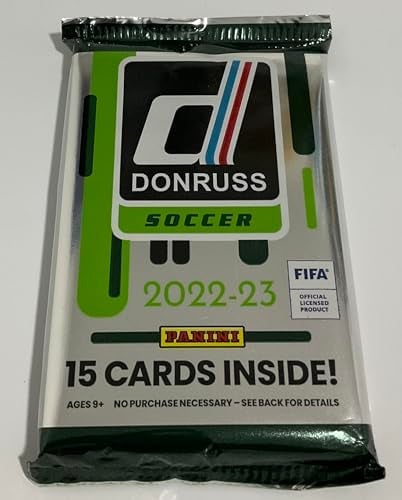 d
DONRUSS
SOCCER
2022-23
FIFA®
OFFICIAL
LICENSED
PRODUCT
PANINI
15 CARDS INSIDE!
AGES 9+ NO PURCHASE NECESSARY – SEE BACK FOR DETAILS